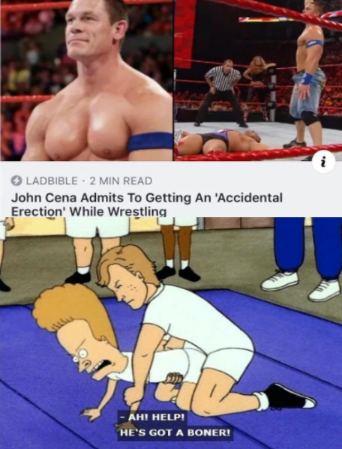 LADBIBLE · 2 MIN READ
John Cena Admits To Getting An 'Accidental
Erection' While Wrestling
- AH! HELP!
HE'S GOT A BONER!